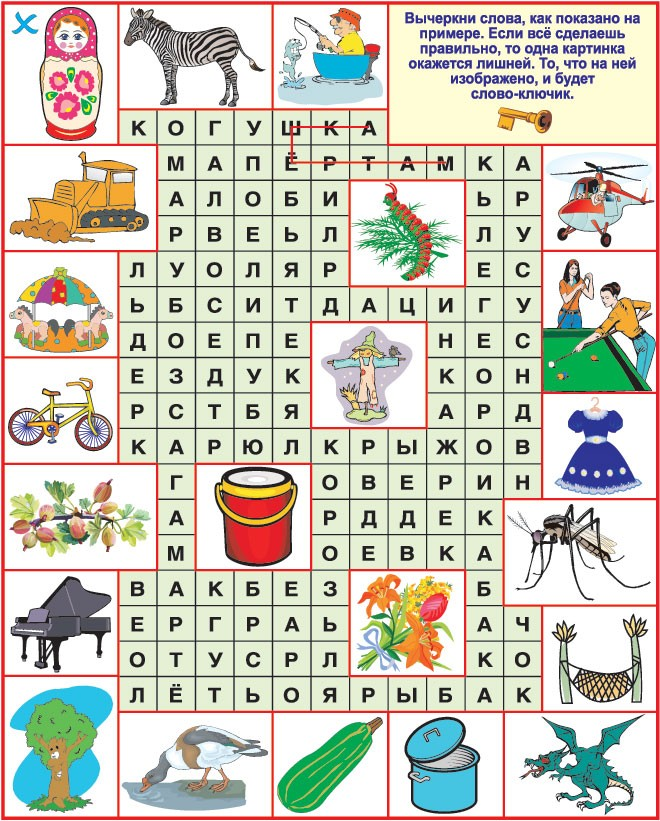 Вычеркни слова, как показано на
примере. Если всё сделаешь
правильно, то одна картинка
окажется лишней. То, что на ней
изображено, и будет
слово-ключик.
К О Г У Ш К А
М А П Ё Р Т А М К А
А Л О Б И Ь Р
Р В Е Ь Л Л У
Л У О Л Я Р Е С
Ь Б С И Т Д А Ц И Г У
Д О Е П Е Н Е С
Е З Д У К К О Н
Р С Т Б Я А Р Д
К А Р Ю Л К Р Ы Ж О В
Г О В Е Р И Н
А Р Д Д Е К
М О Е В К А
В А К Б Е З Б
Е Р Г Р А Ь А Ч
О Т У С Р Л К О
Л Ё Т Ь О Я Р Ы Б А К